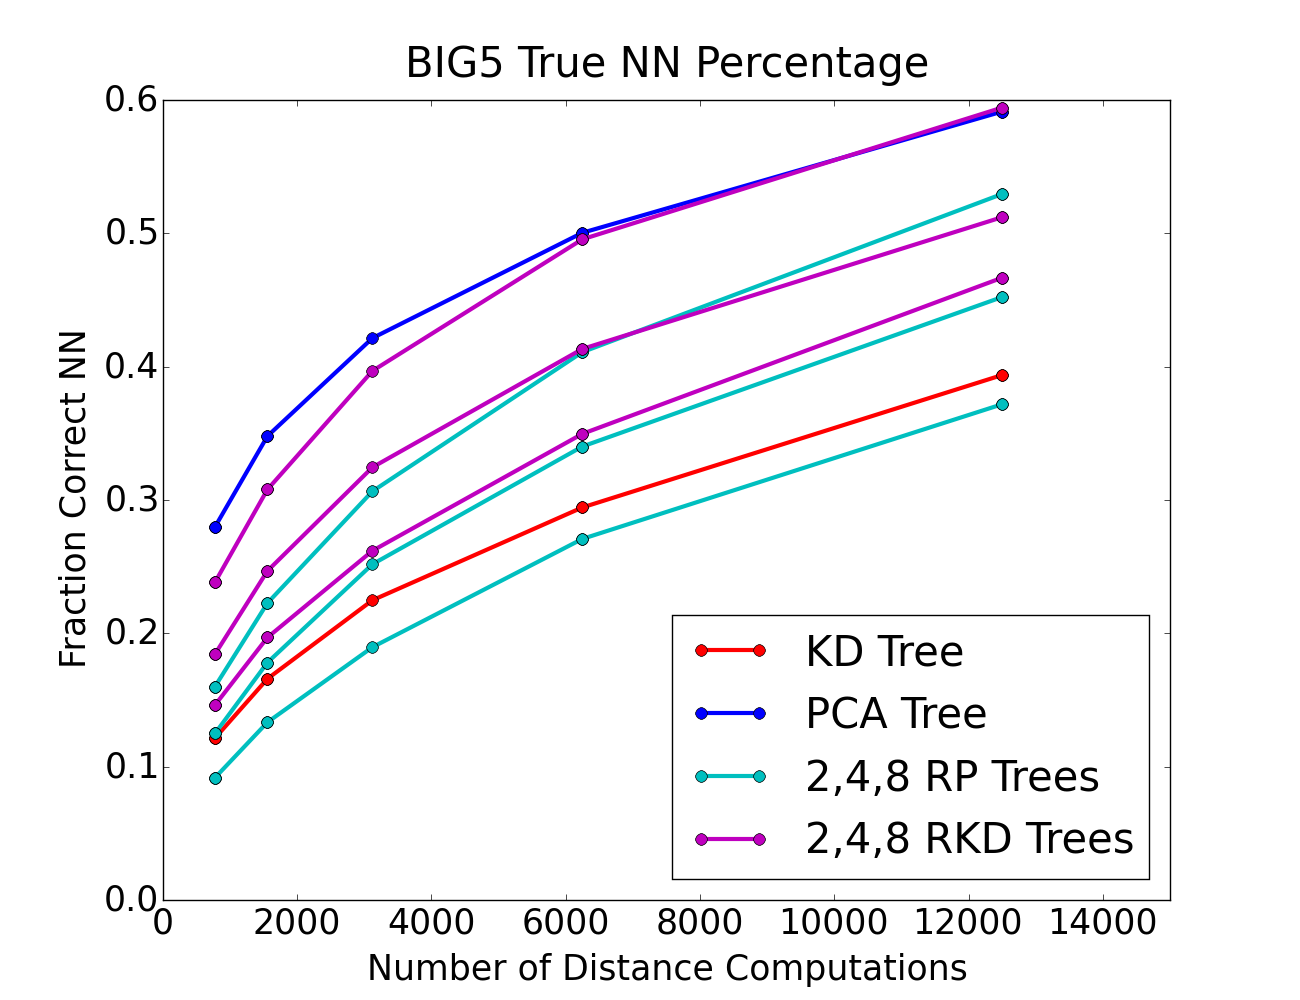 BIG5 True NN Percentage
0.6
0.5
0.4
0.3
0.2
0.1
0.0
Fraction Correct NN
KD Tree
PCA Tree
2,4,8 RP Trees
2,4,8 RKD Trees
0 2000 4000 6000 8000 10000 12000 14000
Number of Distance Computations